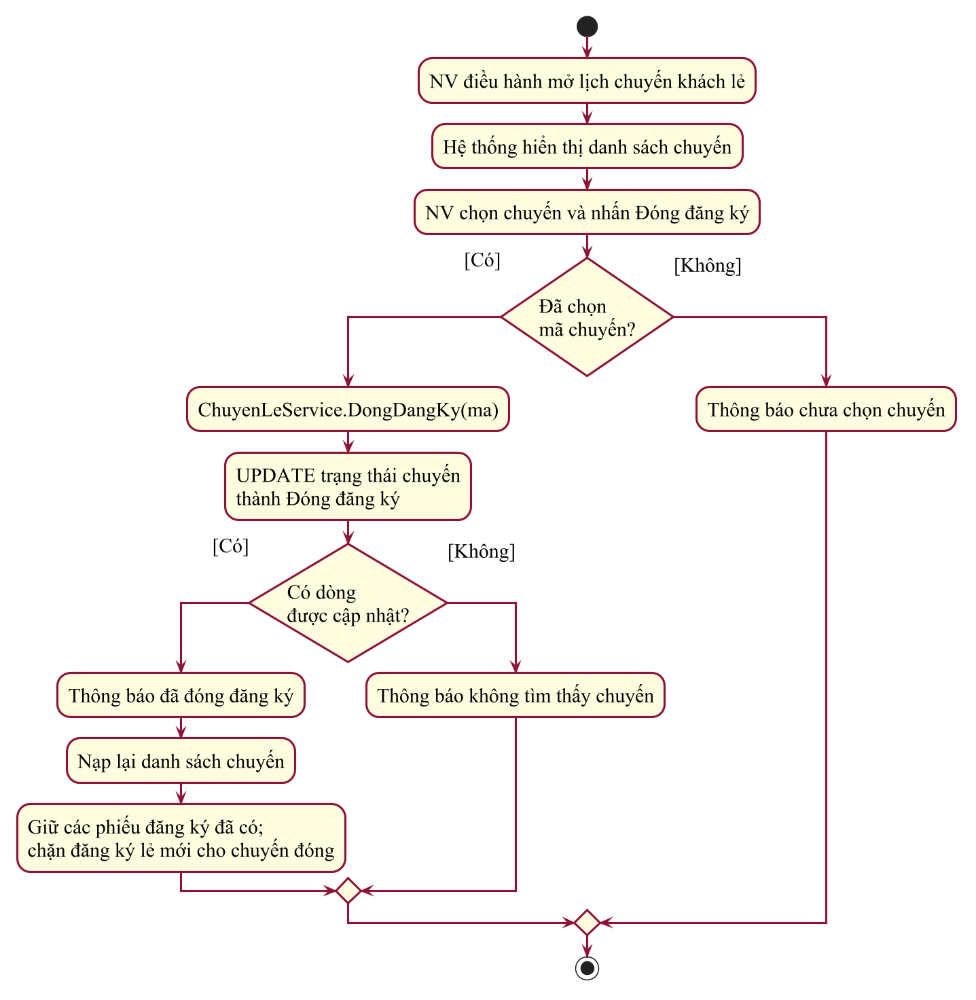 NV điều hành mở lịch chuyến khách lẻ
Hệ thống hiển thị danh sách chuyến
NV chọn chuyến và nhấn Đóng đăng ký
[Có]
[Không]
Đã chọn
mã chuyến?
ChuyenLeService.DongDangKy(ma)
Thông báo chưa chọn chuyến
UPDATE trạng thái chuyến
thành Đóng đăng ký
[Có]
[Không]
Có dòng
được cập nhật?
Thông báo đã đóng đăng ký
Thông báo không tìm thấy chuyến
Nạp lại danh sách chuyến
Giữ các phiếu đăng ký đã có;
chặn đăng ký lẻ mới cho chuyến đóng